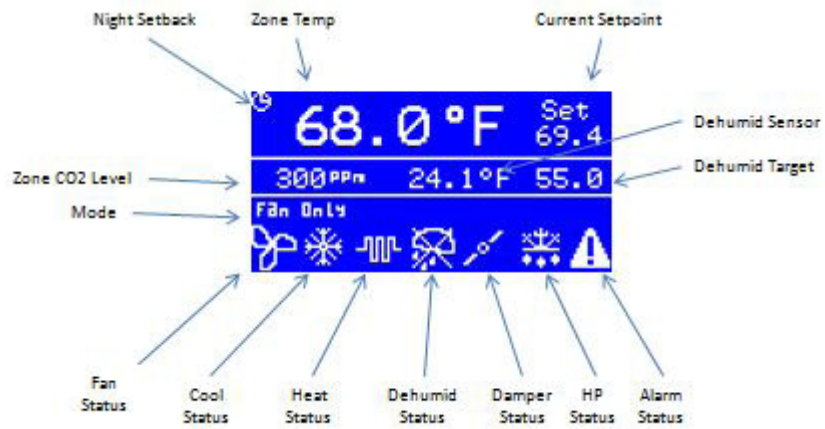 Night Setback
Zone Temp
Current Setpoint
68.0°F
Set
69.4
Dehumid Sensor
Zone CO2 Level
300PPm
24.1°F
55.0
Dehumid Target
Mode
Fan Only
Fan
Status
Cool
Status
Heat
Status
Dehumid
Status
Damper
Status
HP
Status
Alarm
Status